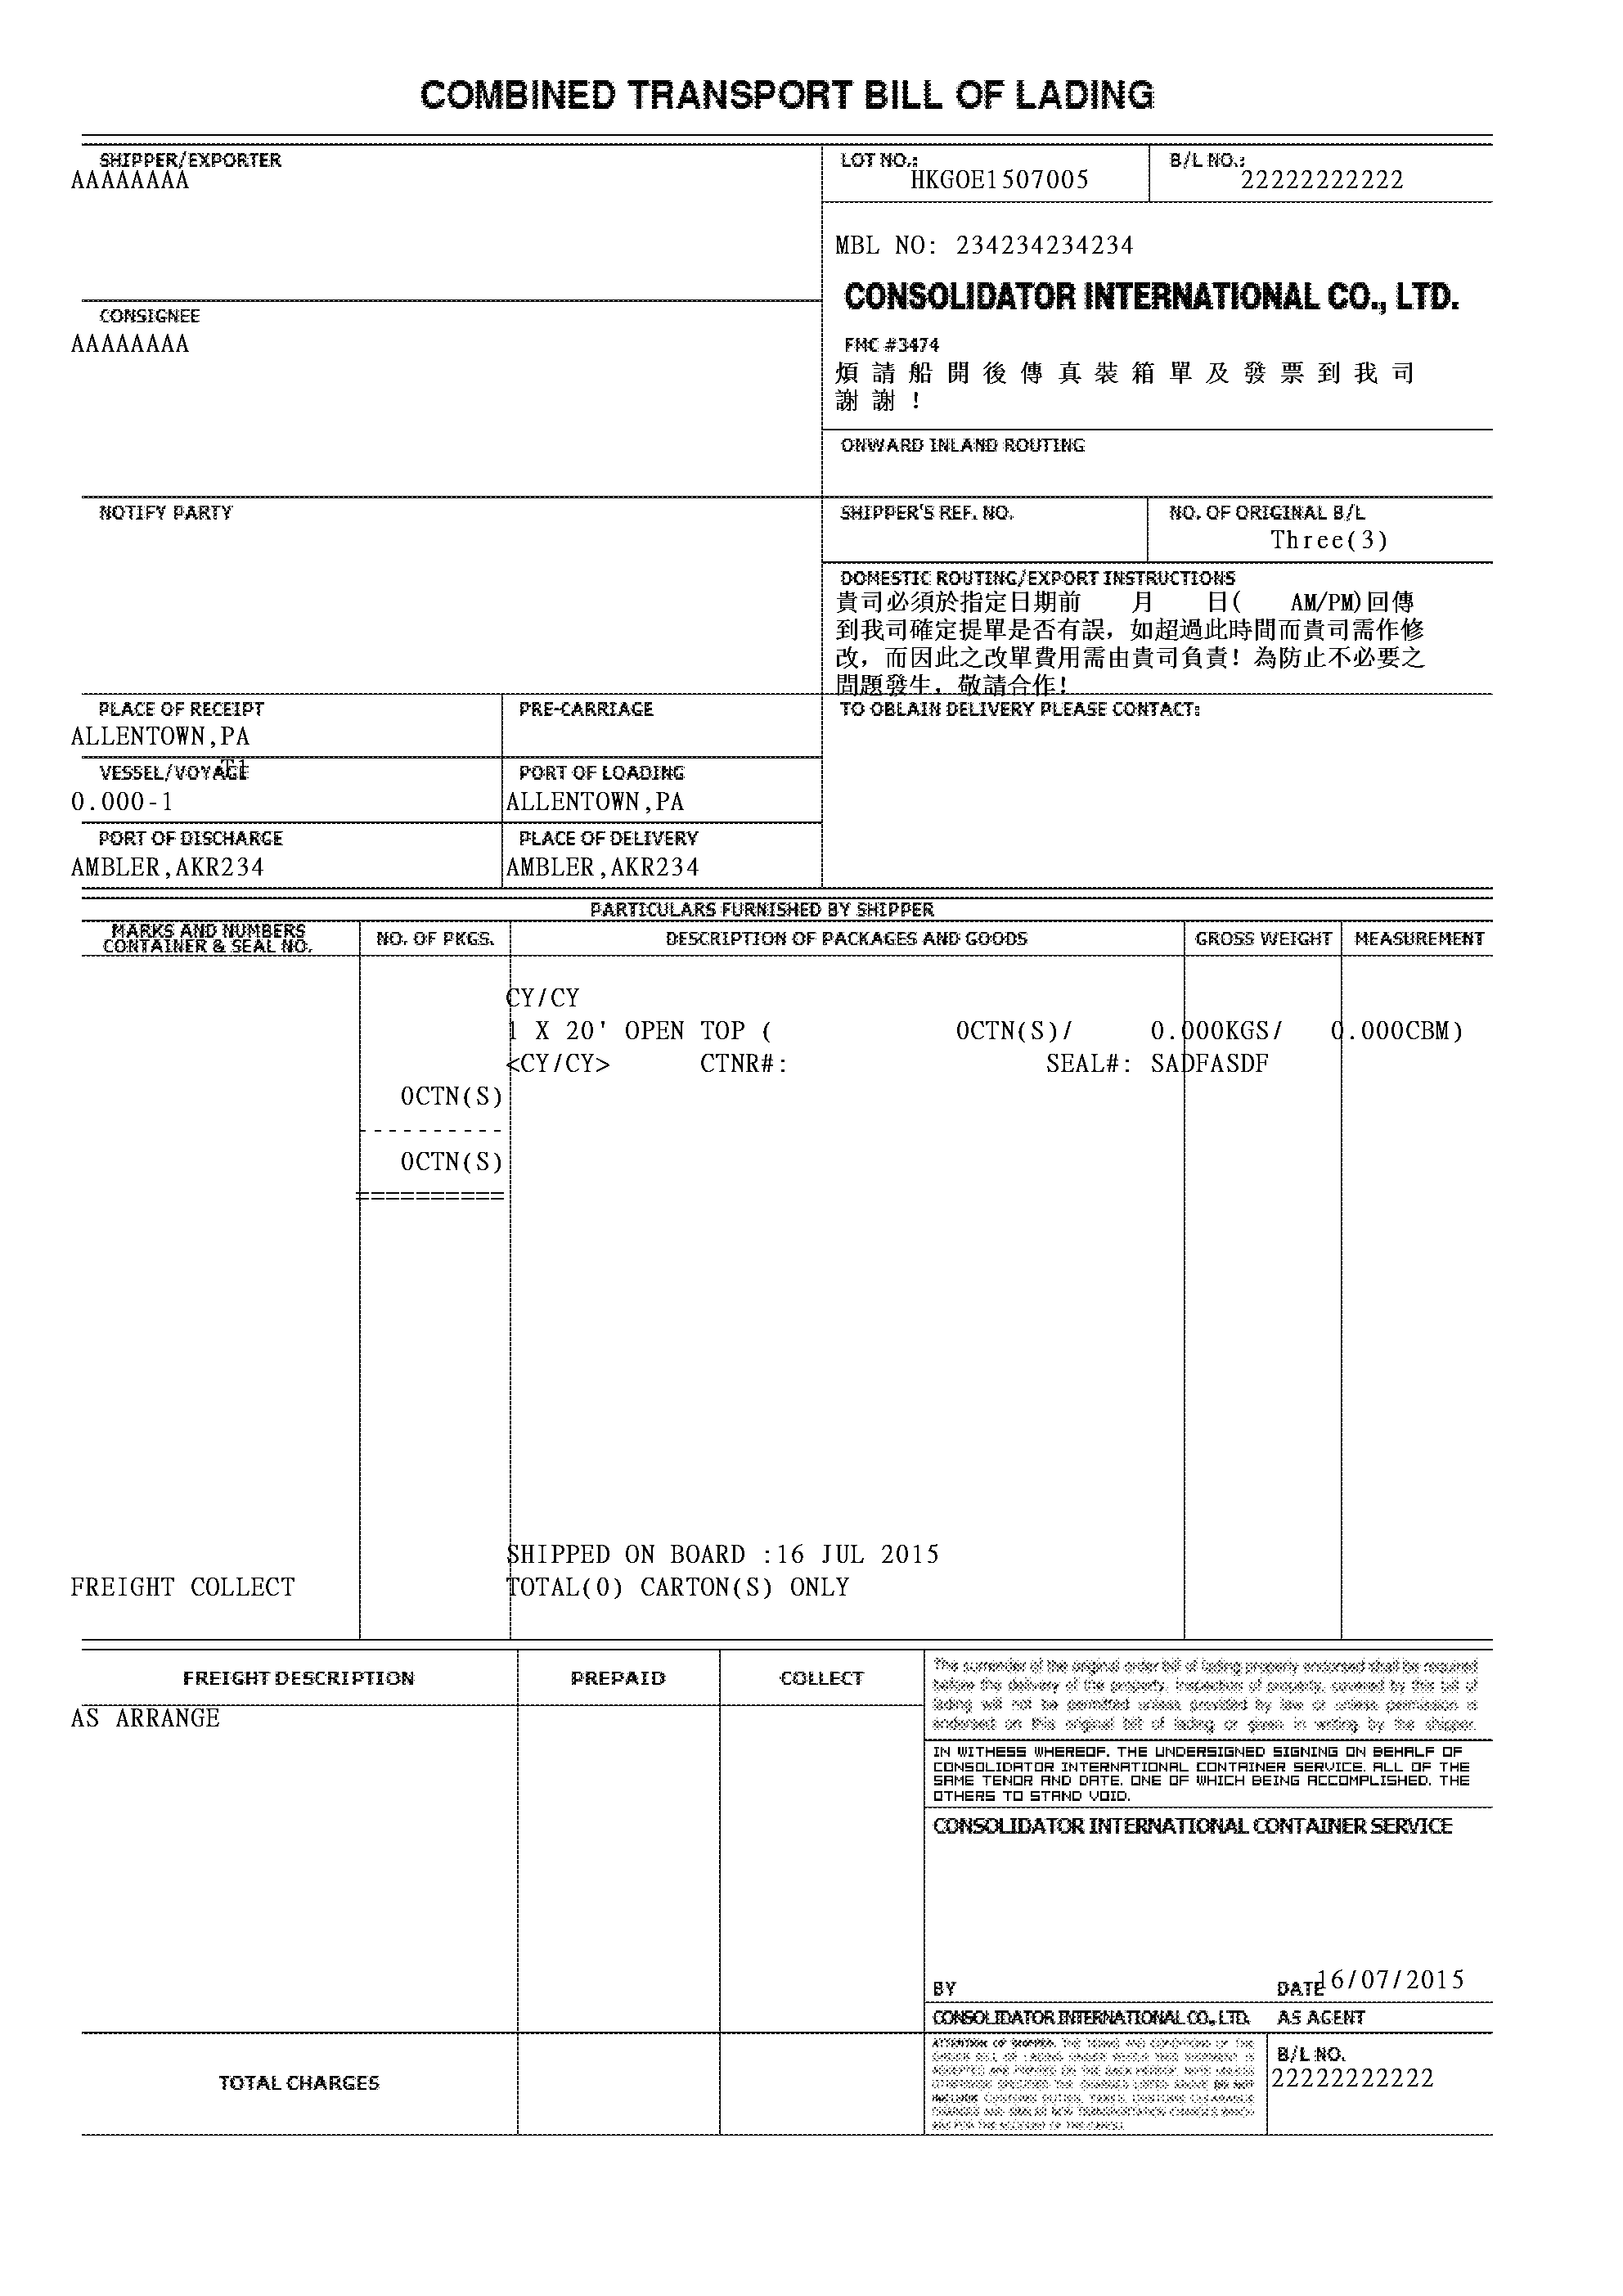 COMBINED TRANSPORT BILL OF LADING
SHIPPER/EXPORTER
AAAAAAAA
LOT NO.:
HKGOE1507005
B/L NO.:
22222222222
MBL NO: 234234234234
CONSOLIDATOR INTERNATIONAL CO., LTD.
CONSIGNEE
AAAAAAAA
FMC #3474
煩請船開後傳真裝箱單及發票到我司
謝謝!
ONWARD INLAND ROUTING
NOTIFY PARTY
SHIPPER'S REF. NO.
NO. OF ORIGINAL B/L
Three(3)
DOMESTIC ROUTING/EXPORT INSTRUCTIONS
貴司必須於指定日期前 月 日( AM/PM)回傳
到我司確定提單是否有誤, 如超過此時間而貴司需作修
改, 而因此之改單費用需由貴司負責! 為防止不必要之
問題發生, 敬請合作!
PLACE OF RECEIPT
ALLENTOWN,PA
PRE-CARRIAGE
TO OBLAIN DELIVERY PLEASE CONTACT:
VESSEL/VOYAGE
T1
0.000-1
PORT OF LOADING
ALLENTOWN,PA
PORT OF DISCHARGE
AMBLER,AKR234
PLACE OF DELIVERY
AMBLER,AKR234
PARTICULARS FURNISHED BY SHIPPER
MARKS AND NUMBERS
CONTAINER & SEAL NO.
NO. OF PKGS.
DESCRIPTION OF PACKAGES AND GOODS
GROSS WEIGHT
MEASUREMENT
CY/CY
1 X 20' OPEN TOP ( 0CTN(S)/ 0.000KGS/ 0.000CBM)
<CY/CY> CTNR#: SEAL#: SADFASDF
0CTN(S)
----------
0CTN(S)
==========
SHIPPED ON BOARD :16 JUL 2015
FREIGHT COLLECT
TOTAL(0) CARTON(S) ONLY
FREIGHT DESCRIPTION
PREPAID
COLLECT
AS ARRANGE
The surrender of the original order bill of lading properly endorsed shall be required
before the delivery of the property. Inspection of property covered by this bill of
lading will not be permitted unless provided by law or unless permission is
endorsed on this original bill of lading or given in writing by the shipper.
IN WITHESS WHEREOF. THE UNDERSIGNED SIGNING ON BEHALF OF
CONSOLIDATOR INTERNATIONAL CONTAINER SERVICE. ALL OF THE
SAME TENOR AND DATE. ONE OF WHICH BEING ACCOMPLISHED. THE
OTHERS TO STAND VOID.
CONSOLIDATOR INTERNATIONAL CONTAINER SERVICE
BY
DATE
16/07/2015
CONSOLIDATOR INTERNATIONAL CO., LTD.
AS AGENT
TOTAL CHARGES
B/L NO.
22222222222